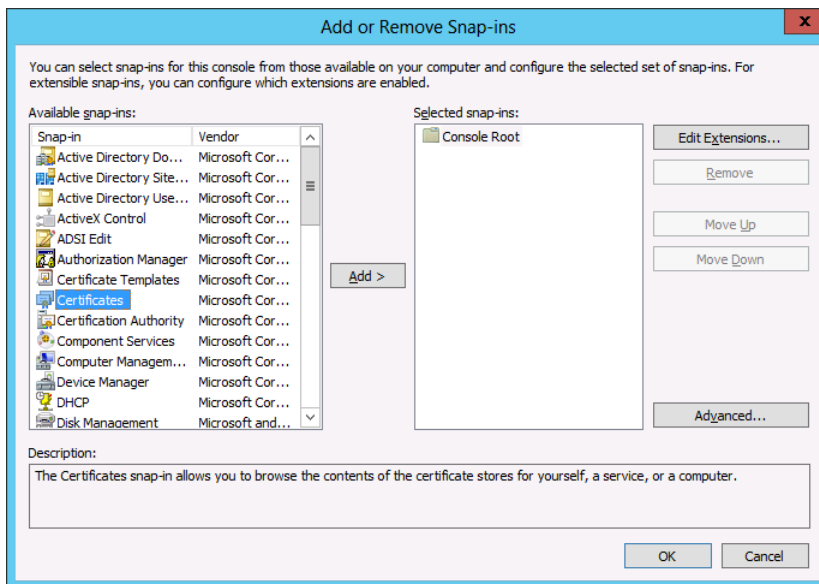 Add or Remove Snap-ins
x
You can select snap-ins for this console from those available on your computer and configure the selected set of snap-ins. For
extensible snap-ins, you can configure which extensions are enabled.
Available snap-ins:
Selected snap-ins:
Snap-in Vendor
Active Directory Do... Microsoft Cor...
Active Directory Site... Microsoft Cor...
Active Directory Use... Microsoft Cor...
ActiveX Control Microsoft Cor...
ADSI Edit Microsoft Cor...
Authorization Manager Microsoft Cor...
Certificate Templates Microsoft Cor...
Certificates Microsoft Cor...
Certification Authority Microsoft Cor...
Component Services Microsoft Cor...
Computer Managem... Microsoft Cor...
Device Manager Microsoft Cor...
DHCP Microsoft Cor...
Disk Management Microsoft and...
Add >
Console Root
Edit Extensions...
Remove
Move Up
Move Down
Advanced...
Description:
The Certificates snap-in allows you to browse the contents of the certificate stores for yourself, a service, or a computer.
OK
Cancel